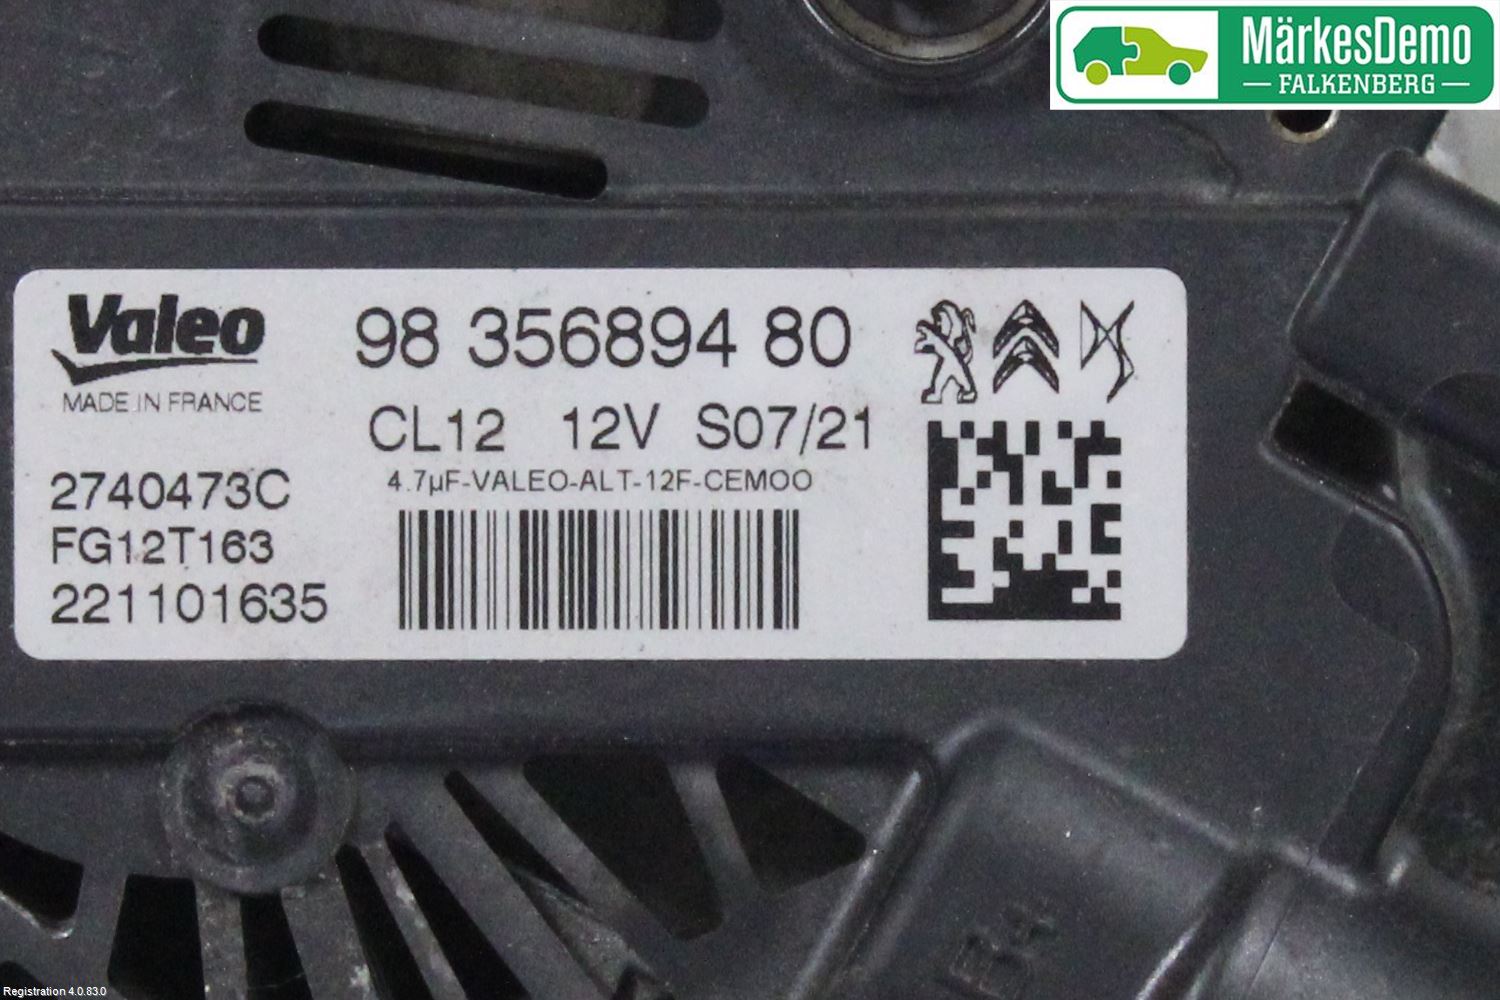 MärkesDemo
FALKENBERG
Valeo
MADE IN FRANCE
98 356894 80
CL12 12V S07/21
4.7µF-VALEO-ALT-12F-CEMOO
2740473C
FG12T163
221101635
Registration 4.0.83.0